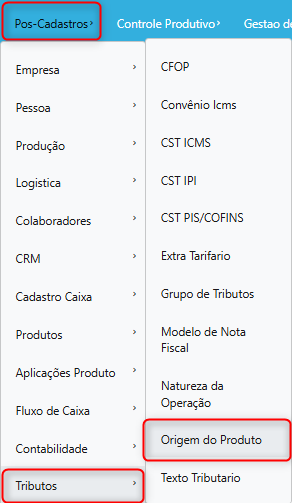 Pos-Cadastros›
Controle Produtivo›
Gestao de
Empresa ›
Pessoa ›
Produção ›
Logistica ›
Colaboradores ›
CRM ›
Cadastro Caixa ›
Produtos ›
Aplicações Produto ›
Fluxo de Caixa ›
Contabilidade ›
Tributos ›
CFOP
Convênio Icms
CST ICMS
CST IPI
CST PIS/COFINS
Extra Tarifario
Grupo de Tributos
Modelo de Nota
Fiscal
Natureza da
Operação
Origem do Produto
Texto Tributario